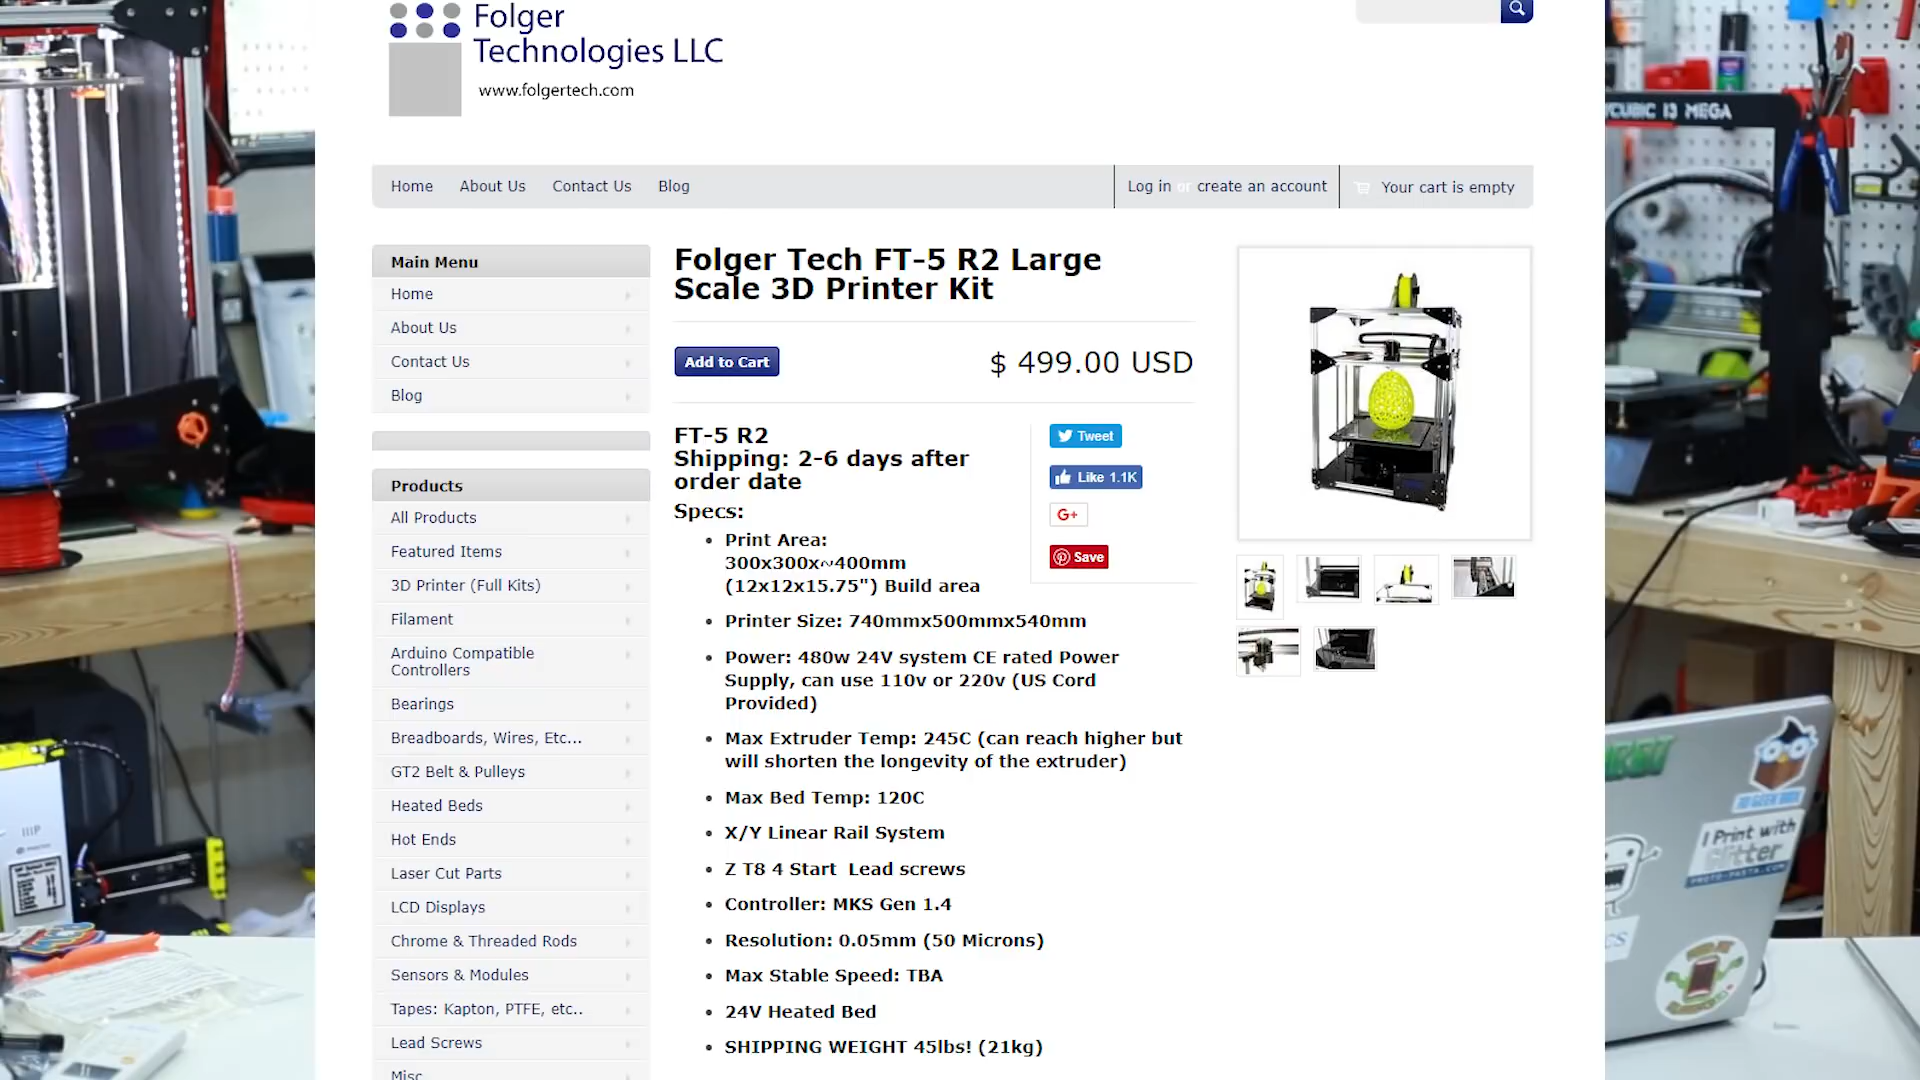 Folger
Technologies LLC
www.folgertech.com
Home
About Us
Contact Us
Blog
Log in or create an account
Your cart is empty
Main Menu
Home
About Us
Contact Us
Blog
Products
All Products
Featured Items
3D Printer (Full Kits)
Filament
Arduino Compatible
Controllers
Bearings
Breadboards, Wires, Etc...
GT2 Belt & Pulleys
Heated Beds
Hot Ends
Laser Cut Parts
LCD Displays
Chrome & Threaded Rods
Sensors & Modules
Tapes: Kapton, PTFE, etc..
Lead Screws
Misc
Folger Tech FT-5 R2 Large
Scale 3D Printer Kit
Add to Cart
$ 499.00 USD
FT-5 R2
Shipping: 2-6 days after
order date
Specs:
Tweet
Like 1.1K
G+
Save
• Print Area:
300x300x~400mm
(12x12x15.75") Build area
• Printer Size: 740mmx500mmx540mm
• Power: 480w 24V system CE rated Power
Supply, can use 110v or 220v (US Cord
Provided)
• Max Extruder Temp: 245C (can reach higher but
will shorten the longevity of the extruder)
• Max Bed Temp: 120C
• X/Y Linear Rail System
• Z T8 4 Start  Lead screws
• Controller: MKS Gen 1.4
• Resolution: 0.05mm (50 Microns)
• Max Stable Speed: TBA
• 24V Heated Bed
• SHIPPING WEIGHT 45lbs! (21kg)
YCUBIC I3 MEGA
3D GEEK
I Print with
Glitter
PROTO-PASTA.COM